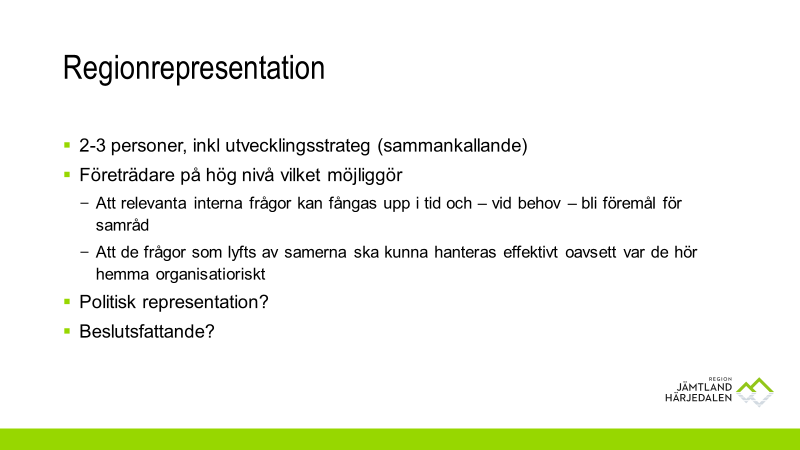 Regionrepresentation
2-3 personer, inkl utvecklingsstrateg (sammankallande)
Företrädare på hög nivå vilket möjliggör
– Att relevanta interna frågor kan fångas upp i tid och – vid behov – bli föremål för
samråd
– Att de frågor som lyfts av samerna ska kunna hanteras effektivt oavsett var de hör
hemma organisatioriskt
Politisk representation?
Beslutsfattande?
REGION
JÄMTLAND
HÄRJEDALEN